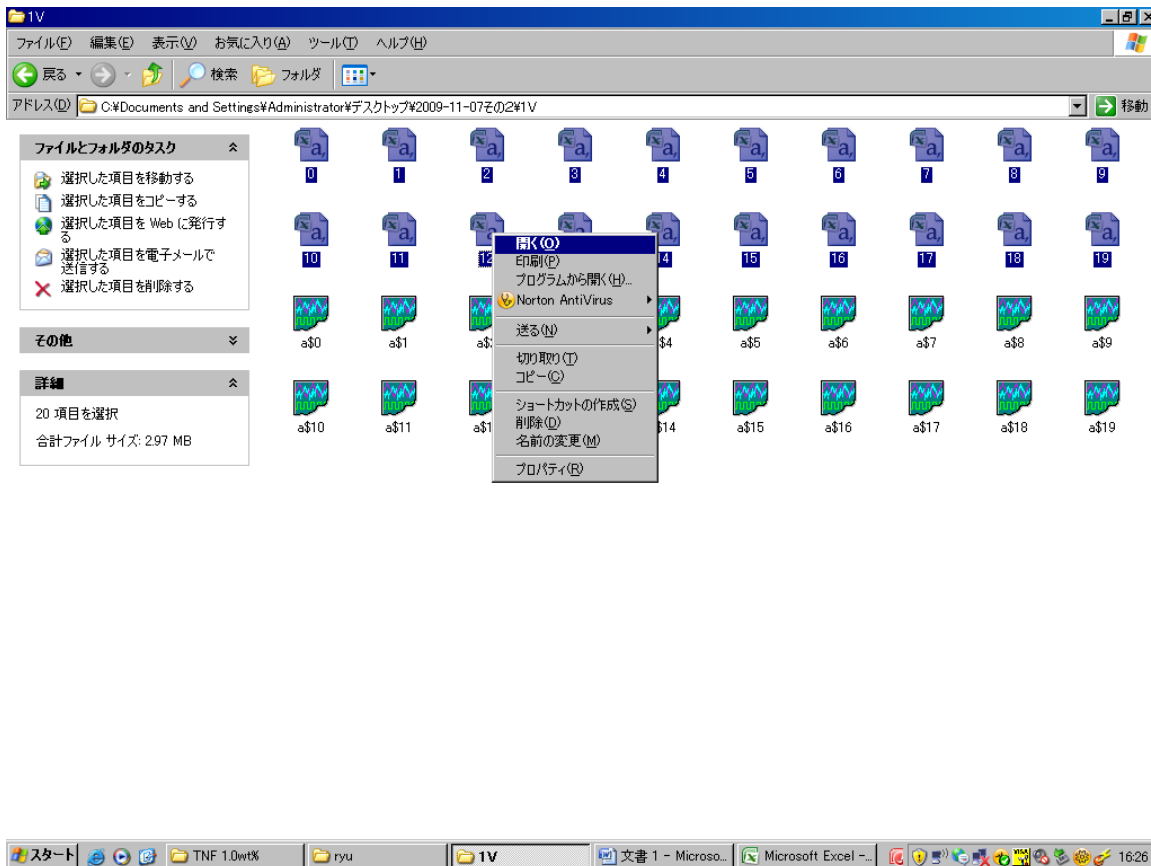 1V
ファイル(F) 編集(E) 表示(V) お気に入り(A) ツール(T) ヘルプ(H)
戻る 検索 フォルダ
アドレス(D) C:¥Documents and Settings¥Administrator¥デスクトップ¥2009-11-07その2¥1V 移動
ファイルとフォルダのタスク
選択した項目を移動する
選択した項目をコピーする
選択した項目を Web に発行す
る
選択した項目を電子メールで
送信する
選択した項目を削除する
その他
詳細
20 項目を選択
合計ファイル サイズ: 2.97 MB
0 1 2 3 4 5 6 7 8 9
10 11 12 14 15 16 17 18 19
a$0 a$1 a$ $4 a$5 a$6 a$7 a$8 a$9
a$10 a$11 a$1 $14 a$15 a$16 a$17 a$18 a$19
開く(O)
印刷(P)
プログラムから開く(H)...
Norton AntiVirus
送る(N)
切り取り(T)
コピー(C)
ショートカットの作成(S)
削除(D)
名前の変更(M)
プロパティ(R)
スタート TNF 1.0wt% ryu 1V 文書 1 - Microso... Microsoft Excel -... 16:26